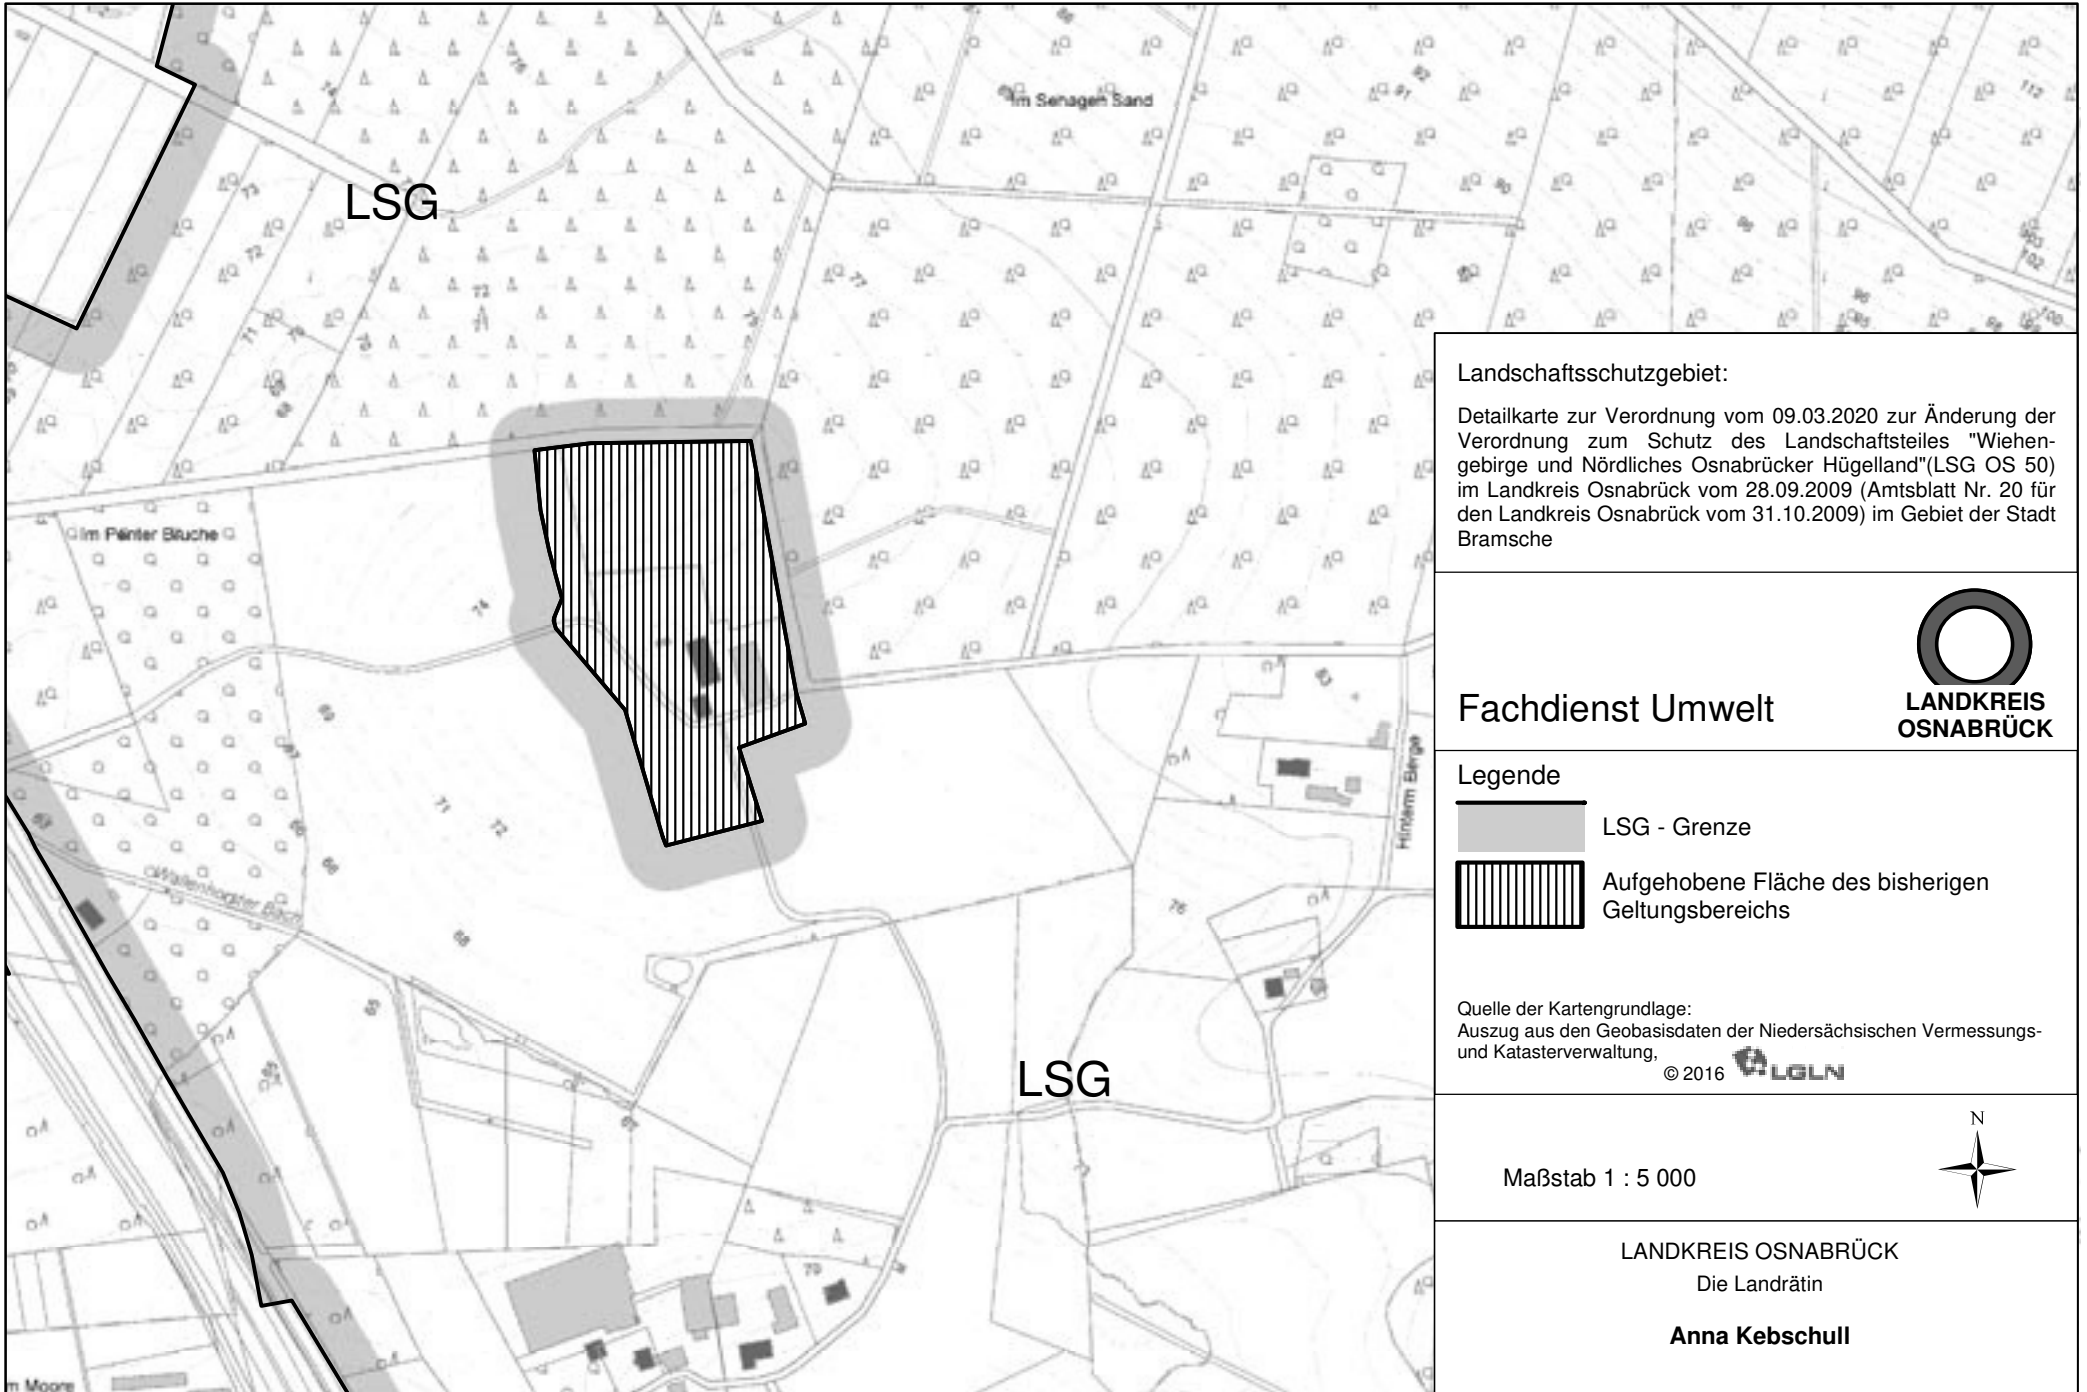 LSG
Im Penter Bruche
Wallenhorster Bach
Hinterm Berge
LSG
m Moore
Landschaftsschutzgebiet:
Detailkarte zur Verordnung vom 09.03.2020 zur Änderung der
Verordnung zum Schutz des Landschaftsteiles "Wiehen-
gebirge und Nördliches Osnabrücker Hügelland"(LSG OS 50)
im Landkreis Osnabrück vom 28.09.2009 (Amtsblatt Nr. 20 für
den Landkreis Osnabrück vom 31.10.2009) im Gebiet der Stadt
Bramsche
Fachdienst Umwelt
LANDKREIS
OSNABRÜCK
Legende
LSG - Grenze
Aufgehobene Fläche des bisherigen
Geltungsbereichs
Quelle der Kartengrundlage:
Auszug aus den Geobasisdaten der Niedersächsischen Vermessungs-
und Katasterverwaltung,
© 2016 LGLN
N
Maßstab 1 : 5 000
LANDKREIS OSNABRÜCK
Die Landrätin
Anna Kebschull